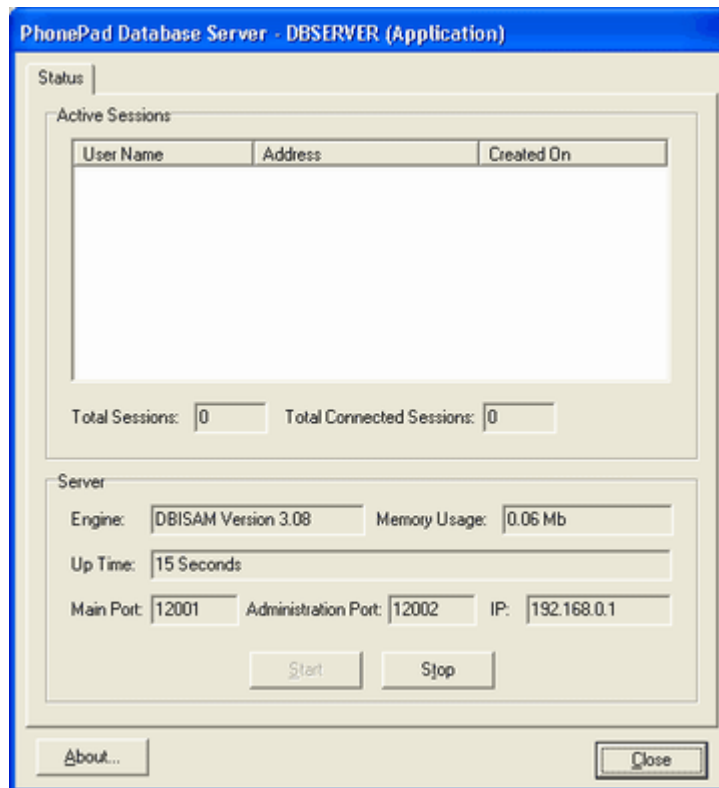 PhonePad Database Server - DBSERVER (Application)
Status
Active Sessions
User Name Address Created On
Total Sessions: 0 Total Connected Sessions: 0
Server
Engine: DBISAM Version 3.08 Memory Usage: 0.06 Mb
Up Time: 15 Seconds
Main Port: 12001 Administration Port: 12002 IP: 192.168.0.1
Start Stop
About... Close